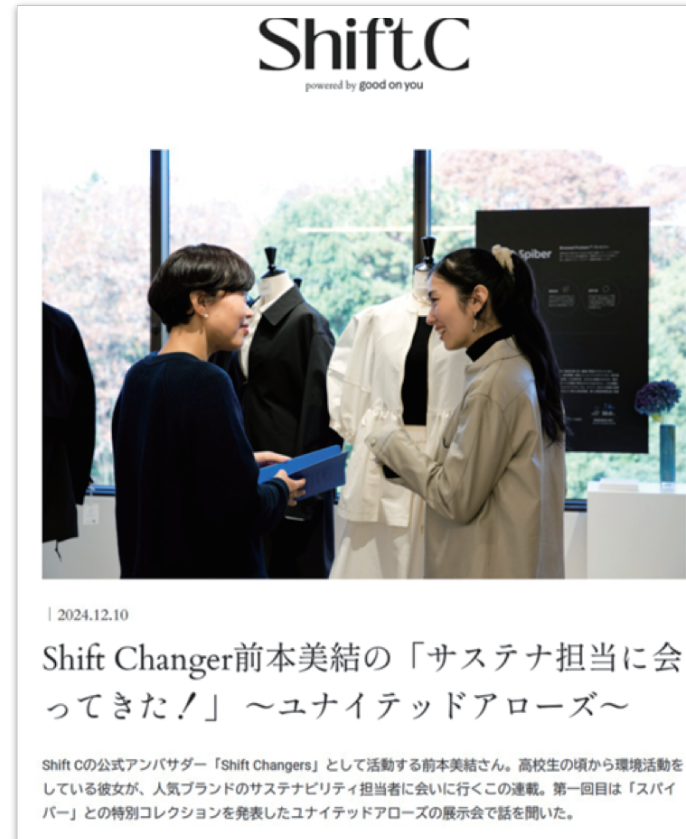 ShiftC
powered by good on you
Spiber
| 2024.12.10
Shift Changer前本美結の「サステナ担当に会
ってきた！」 ～ユナイテッドアローズ～
Shift Cの公式アンバサダー「Shift Changers」として活動する前本美結さん。高校生の頃から環境活動を
している彼女が、人気ブランドのサステナビリティ担当者に会いに行くこの連載。第一回目は「スパイ
バー」との特別コレクションを発表したユナイテッドアローズの展示会で話を聞いた。